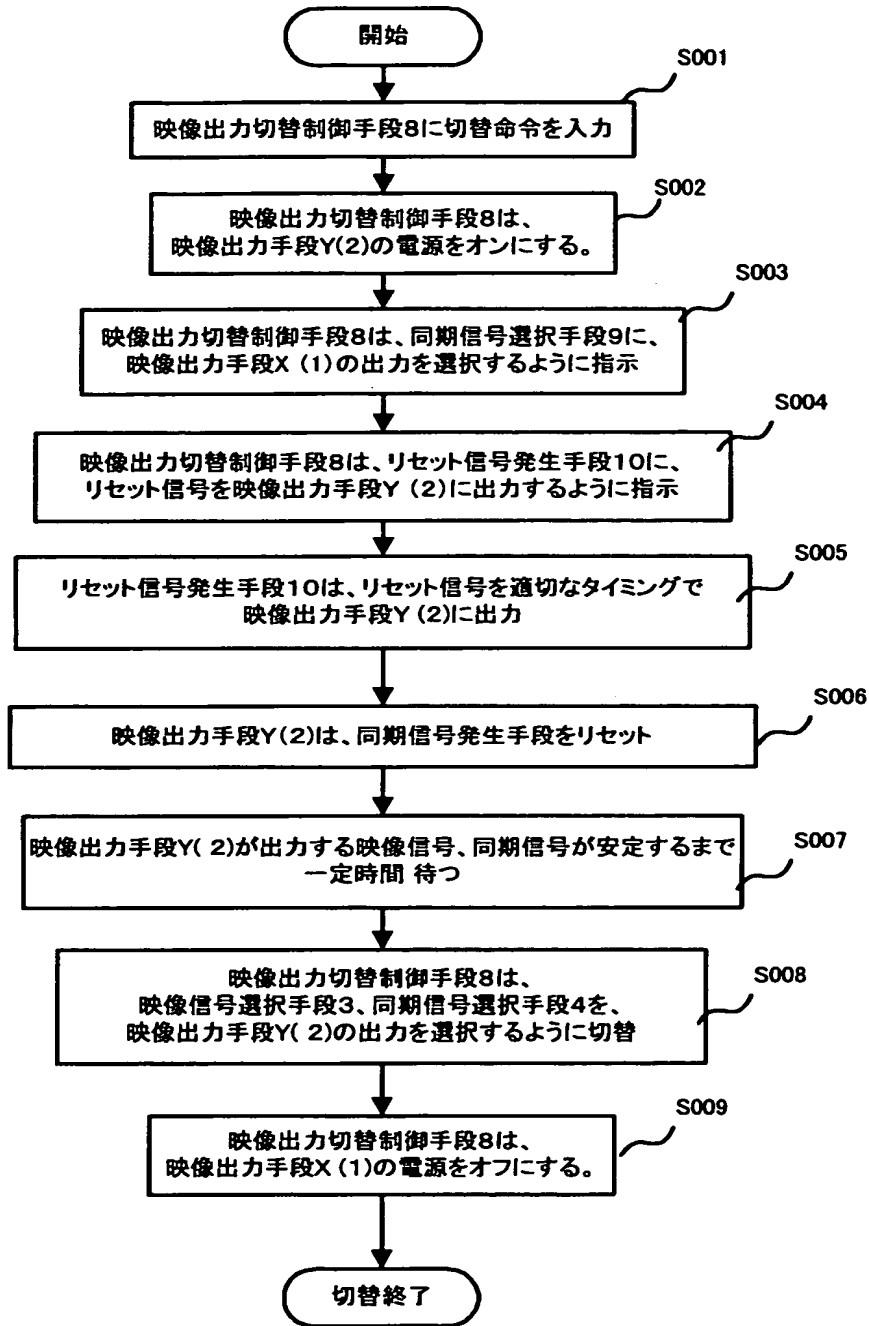 開始
S001
映像出力切替制御手段8に切替命令を入力
S002
映像出力切替制御手段8は、
映像出力手段Y(2)の電源をオンにする。
S003
映像出力切替制御手段8は、同期信号選択手段9に、
映像出力手段X (1)の出力を選択するように指示
S004
映像出力切替制御手段8は、リセット信号発生手段10に、
リセット信号を映像出力手段Y (2)に出力するように指示
S005
リセット信号発生手段10は、リセット信号を適切なタイミングで
映像出力手段Y (2)に出力
S006
映像出力手段Y(2)は、同期信号発生手段をリセット
S007
映像出力手段Y( 2)が出力する映像信号、同期信号が安定するまで
一定時間 待つ
S008
映像出力切替制御手段8は、
映像信号選択手段3、同期信号選択手段4を、
映像出力手段Y( 2)の出力を選択するように切替
S009
映像出力切替制御手段8は、
映像出力手段X (1)の電源をオフにする。
切替終了